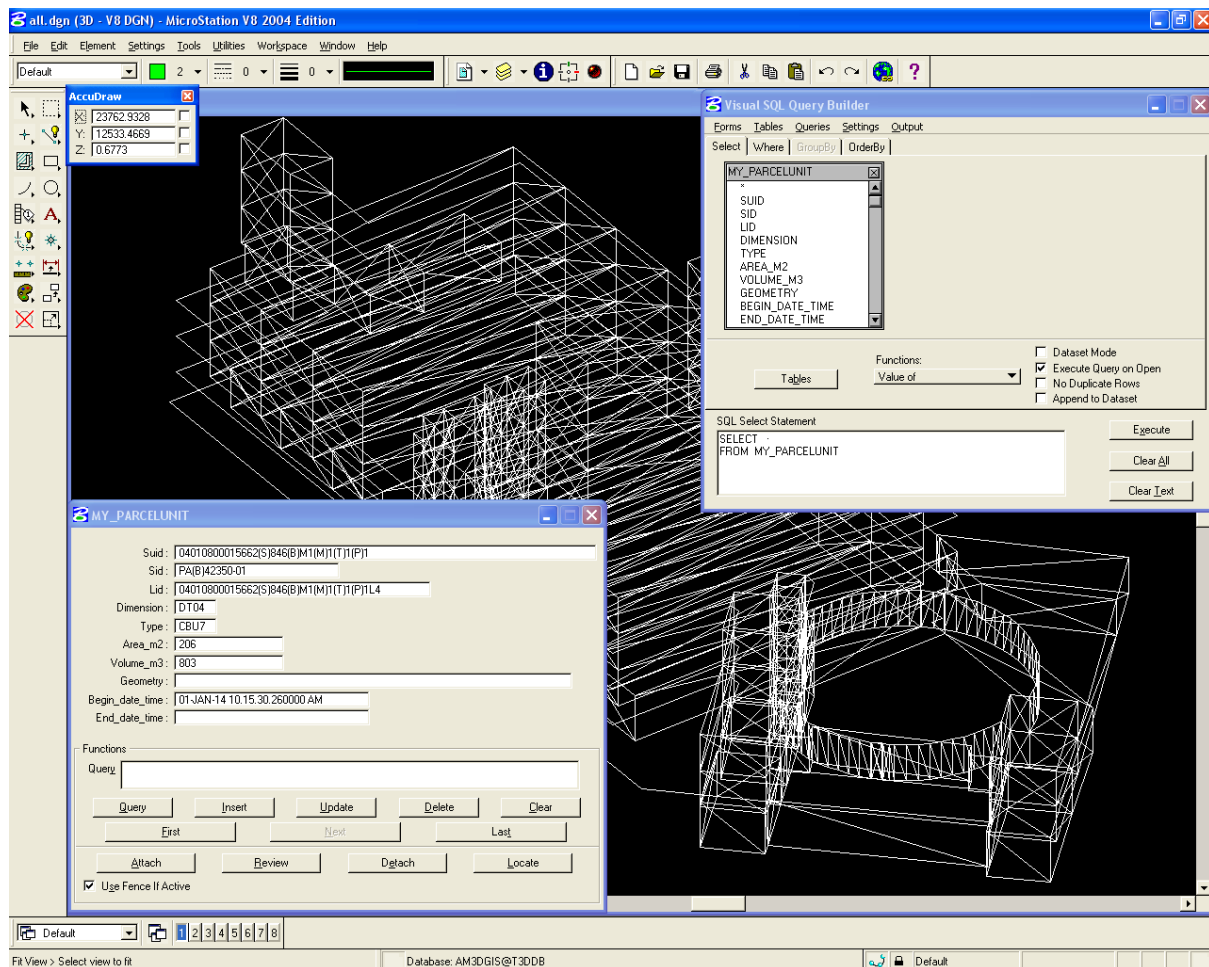 all.dgn (3D - V8 DGN) - MicroStation V8 2004 Edition
File Edit Element Settings Tools Utilities Workspace Window Help
Default 2 0 0
AccuDraw
X: 23762.9328
Y: 12533.4669
Z: 0.6773
Visual SQL Query Builder
Forms Tables Queries Settings Output
Select Where GroupBy OrderBy
MY_PARCELUNIT
*
SUID
SID
LID
DIMENSION
TYPE
AREA_M2
VOLUME_M3
GEOMETRY
BEGIN_DATE_TIME
END_DATE_TIME
Tables
Functions:
Value of
Dataset Mode
Execute Query on Open
No Duplicate Rows
Append to Dataset
SQL Select Statement
SELECT
FROM MY_PARCELUNIT
Execute
Clear All
Clear Text
MY_PARCELUNIT
Suid : 04010800015662(S)846(B)M1(M)1(T)1(P)1
Sid : PA(B)42350-01
Lid : 04010800015662(S)846(B)M1(M)1(T)1(P)1L4
Dimension : DT04
Type : CBU7
Area_m2 : 206
Volume_m3 : 803
Geometry :
Begin_date_time : 01-JAN-14 10.15.30.260000 AM
End_date_time :
Functions
Query
Query Insert Update Delete Clear
First Next Last
Attach Review Detach Locate
Use Fence If Active
Default 1 2 3 4 5 6 7 8
Fit View > Select view to fit Database: AM3DGIS@T3DDB Default